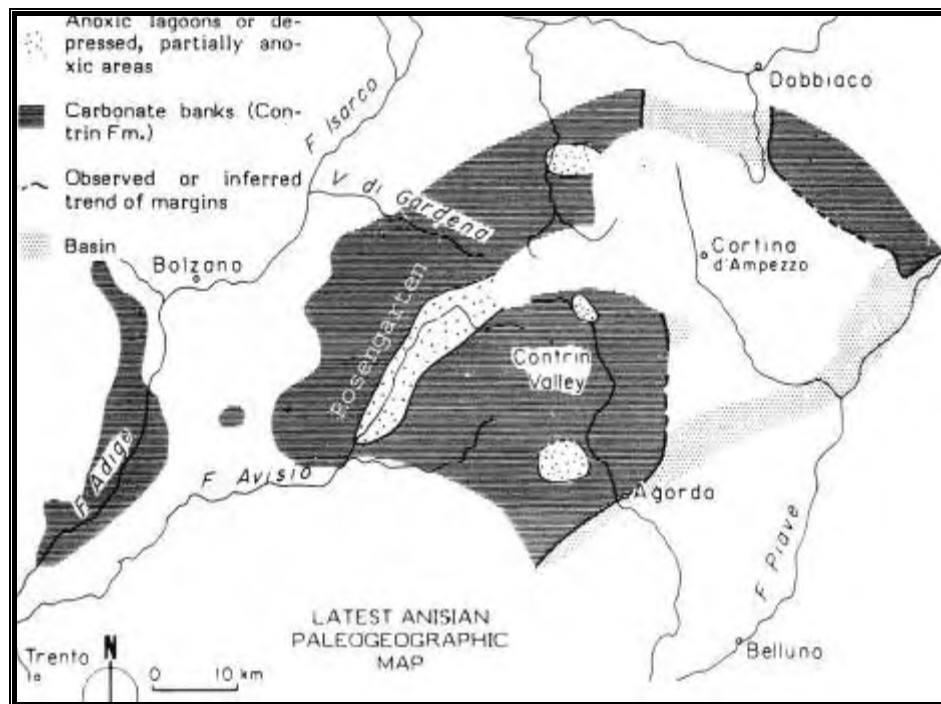 Anoxic lagoons or de-
pressed, partially ano-
xic areas
Carbonate banks (Con-
trin Fm.)
Observed or inferred
trend of margins
Basin
F Isarco
Dobbiaco
V di Gardena
Bolzano
Cortina
d'Ampezzo
Rosengarten
Contrin
Valley
F Adige
F Avisio
Agordo
F Piave
LATEST ANISIAN
PALEOGEOGRAPHIC
MAP
Trento
N
0 10 km
Belluno